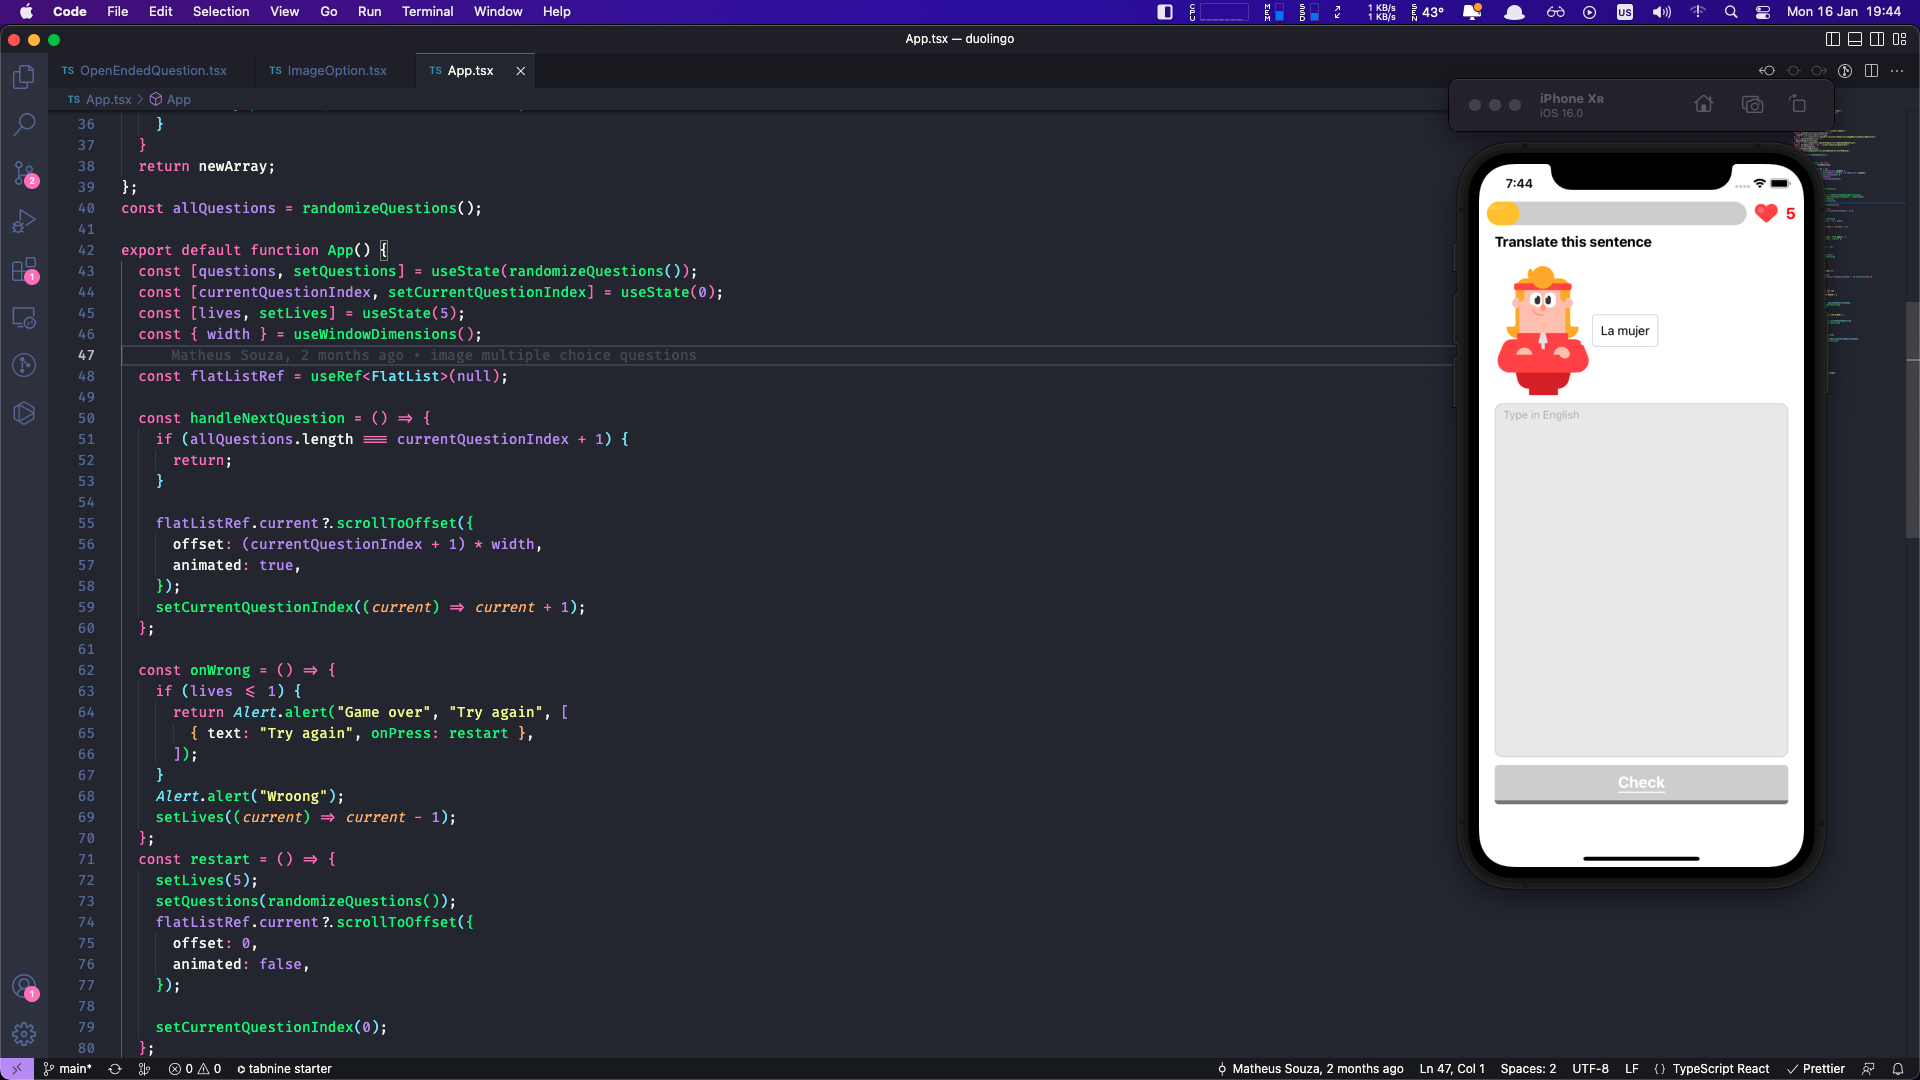 Code File Edit Selection View Go Run Terminal Window Help
CPU MEM SSD 1 KB/s 1 KB/s SEN 43° US Mon 16 Jan 19:44
App.tsx — duolingo
TS OpenEndedQuestion.tsx TS ImageOption.tsx TS App.tsx
TS App.tsx > App
36 }
37 }
38 return newArray;
39 };
40 const allQuestions = randomizeQuestions();
41
42 export default function App() {
43 const [questions, setQuestions] = useState(randomizeQuestions());
44 const [currentQuestionIndex, setCurrentQuestionIndex] = useState(0);
45 const [lives, setLives] = useState(5);
46 const { width } = useWindowDimensions();
47 Matheus Souza, 2 months ago • image multiple choice questions
48 const flatListRef = useRef<FlatList>(null);
49
50 const handleNextQuestion = () => {
51 if (allQuestions.length === currentQuestionIndex + 1) {
52 return;
53 }
54
55 flatListRef.current?.scrollToOffset({
56 offset: (currentQuestionIndex + 1) * width,
57 animated: true,
58 });
59 setCurrentQuestionIndex((current) => current + 1);
60 };
61
62 const onWrong = () => {
63 if (lives <= 1) {
64 return Alert.alert("Game over", "Try again", [
65 { text: "Try again", onPress: restart },
66 ]);
67 }
68 Alert.alert("Wroong");
69 setLives((current) => current - 1);
70 };
71 const restart = () => {
72 setLives(5);
73 setQuestions(randomizeQuestions());
74 flatListRef.current?.scrollToOffset({
75 offset: 0,
76 animated: false,
77 });
78
79 setCurrentQuestionIndex(0);
80 };
2
1
1
iPhone XR
iOS 16.0
7:44
5
Translate this sentence
La mujer
Type in English
Check
main* 0 0 tabnine starter Matheus Souza, 2 months ago Ln 47, Col 1 Spaces: 2 UTF-8 LF {} TypeScript React Prettier